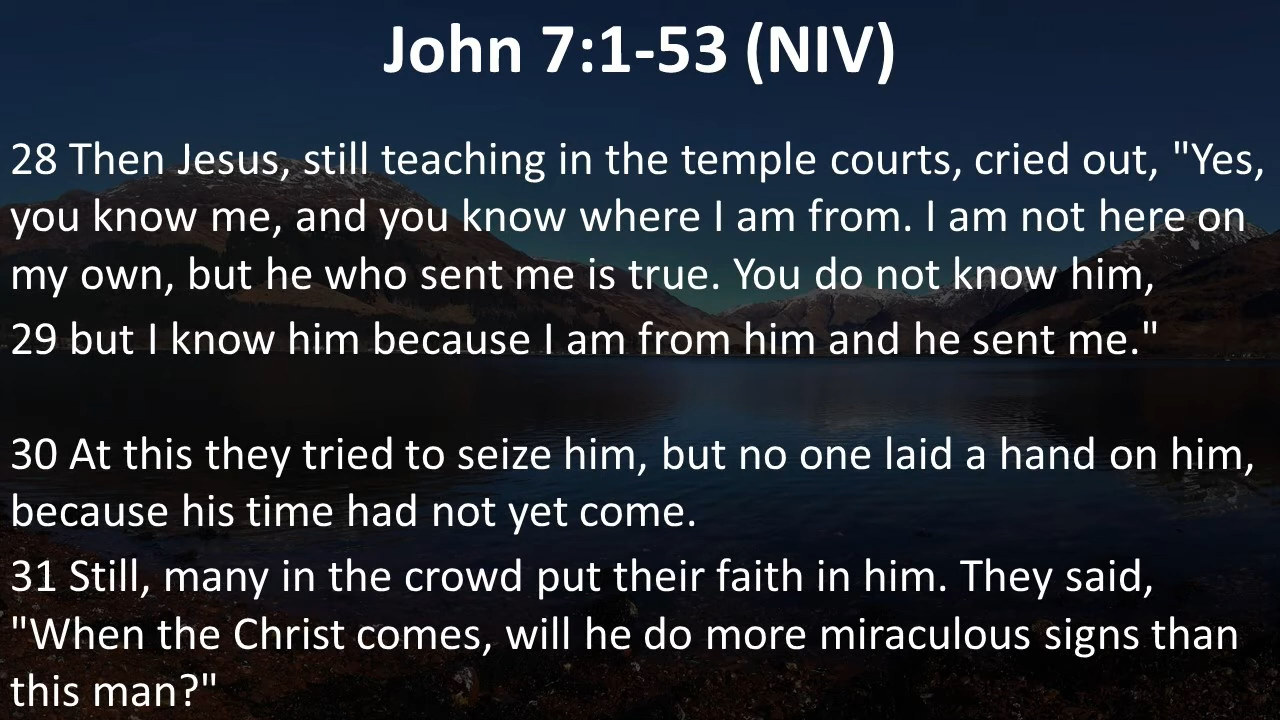 John 7:1-53 (NIV)
28 Then Jesus, still teaching in the temple courts, cried out, "Yes,
you know me, and you know where I am from. I am not here on
my own, but he who sent me is true. You do not know him,
29 but I know him because I am from him and he sent me."
30 At this they tried to seize him, but no one laid a hand on him,
because his time had not yet come.
31 Still, many in the crowd put their faith in him. They said,
"When the Christ comes, will he do more miraculous signs than
this man?"